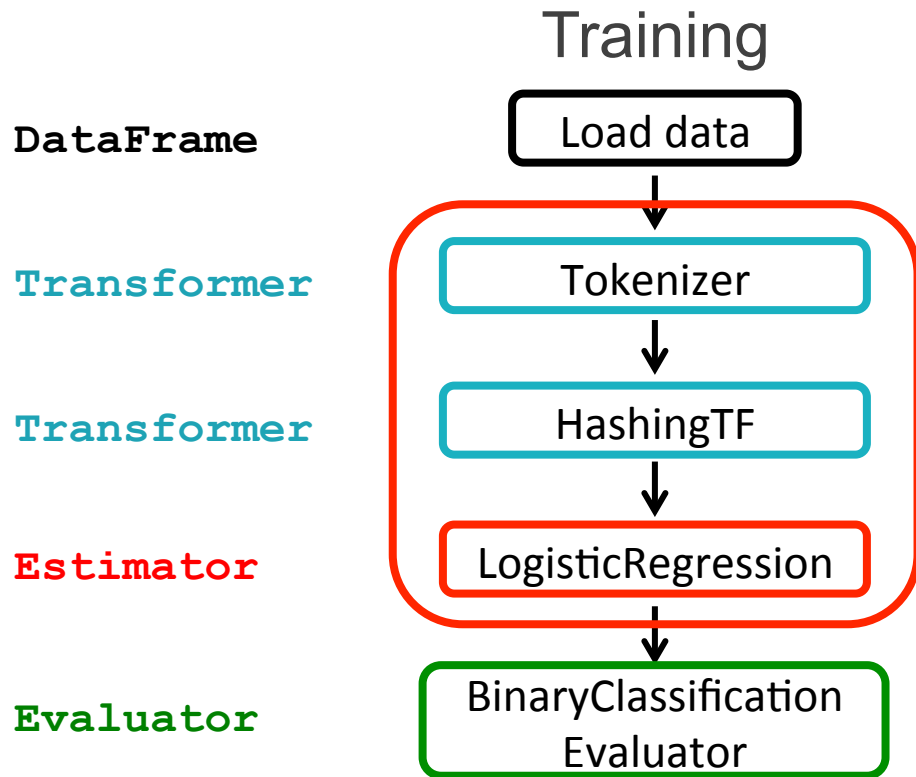 Training
DataFrame
Load data
Transformer
Tokenizer
Transformer
HashingTF
Estimator
LogisticRegression
Evaluator
BinaryClassification
Evaluator